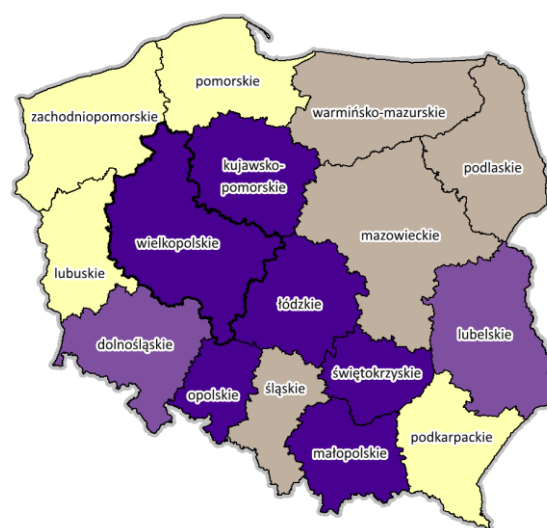 pomorskie
zachodniopomorskie
warmińsko-mazurskie
podlaskie
kujawsko-
pomorskie
mazowieckie
wielkopolskie
lubuskie
łódzkie
lubelskie
dolnośląskie
świętokrzyskie
śląskie
opolskie
podkarpackie
małopolskie